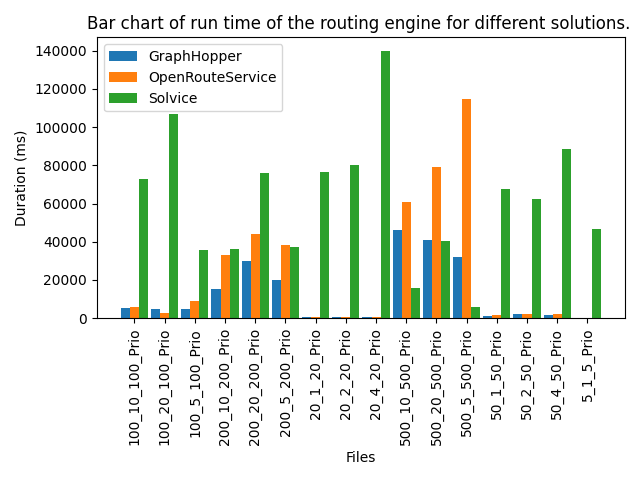 Bar chart of run time of the routing engine for different solutions.
GraphHopper
OpenRouteService
Solvice
Duration (ms)
140000
120000
100000
80000
60000
40000
20000
0
100_10_100_Prio
100_20_100_Prio
100_5_100_Prio
200_10_200_Prio
200_20_200_Prio
200_5_200_Prio
20_1_20_Prio
20_2_20_Prio
20_4_20_Prio
500_10_500_Prio
500_20_500_Prio
500_5_500_Prio
50_1_50_Prio
50_2_50_Prio
50_4_50_Prio
5_1_5_Prio
Files